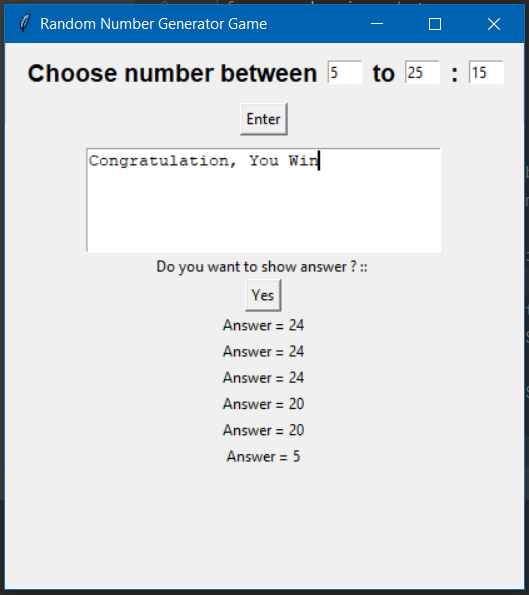 Random Number Generator Game
Choose number between 5 to 25 : 15
Enter
Congratulation, You Win
Do you want to show answer ? ::
Yes
Answer = 24
Answer = 24
Answer = 24
Answer = 20
Answer = 20
Answer = 5